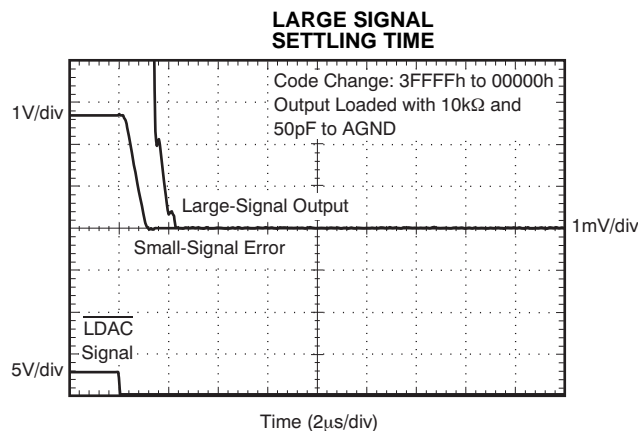 LARGE SIGNAL
SETTLING TIME
Code Change: 3FFFFh to 00000h
Output Loaded with 10kΩ and
50pF to AGND
1V/div
Large-Signal Output
1mV/div
Small-Signal Error
LDAC
Signal
5V/div
Time (2μs/div)